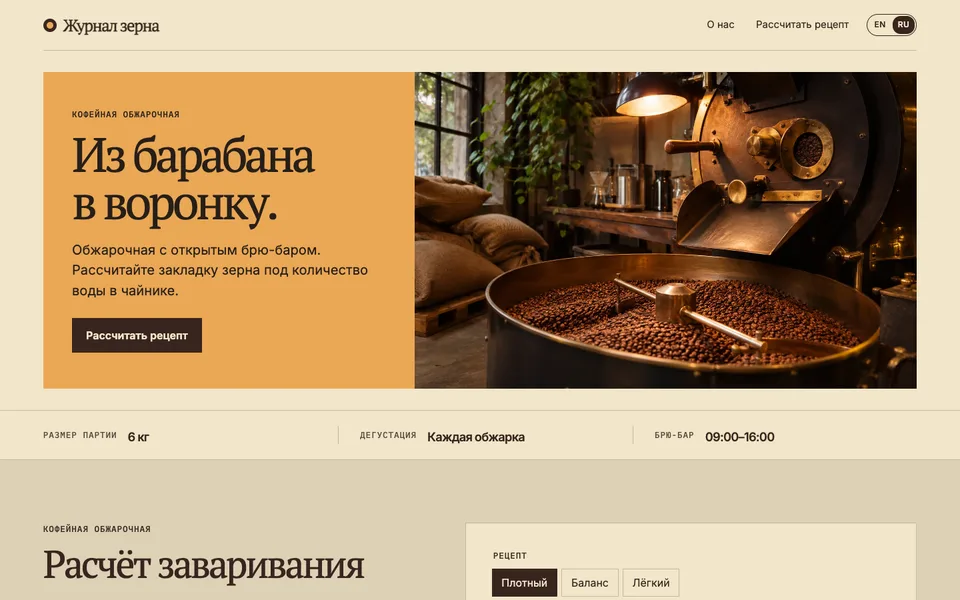 Журнал зерна
О нас
Рассчитать рецепт
EN
RU
КОФЕЙНАЯ ОБЖАРОЧНАЯ
Из барабана
в воронку.
Обжарочная с открытым брю-баром.
Рассчитайте закладку зерна под количество
воды в чайнике.
Рассчитать рецепт
РАЗМЕР ПАРТИИ 6 кг
ДЕГУСТАЦИЯ Каждая обжарка
БРЮ-БАР 09:00–16:00
КОФЕЙНАЯ ОБЖАРОЧНАЯ
Расчёт заваривания
РЕЦЕПТ
Плотный
Баланс
Лёгкий